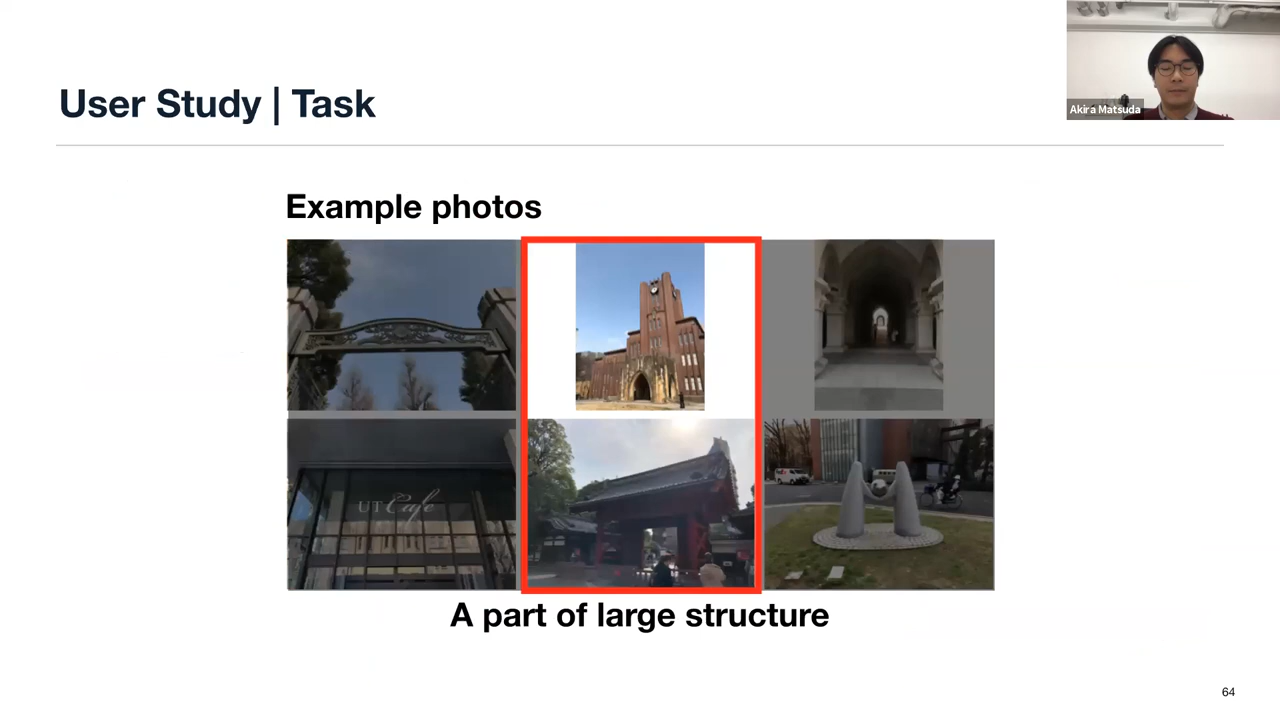 User Study | Task
Akira Matsuda
Example photos
UT Cafe
A part of large structure
64